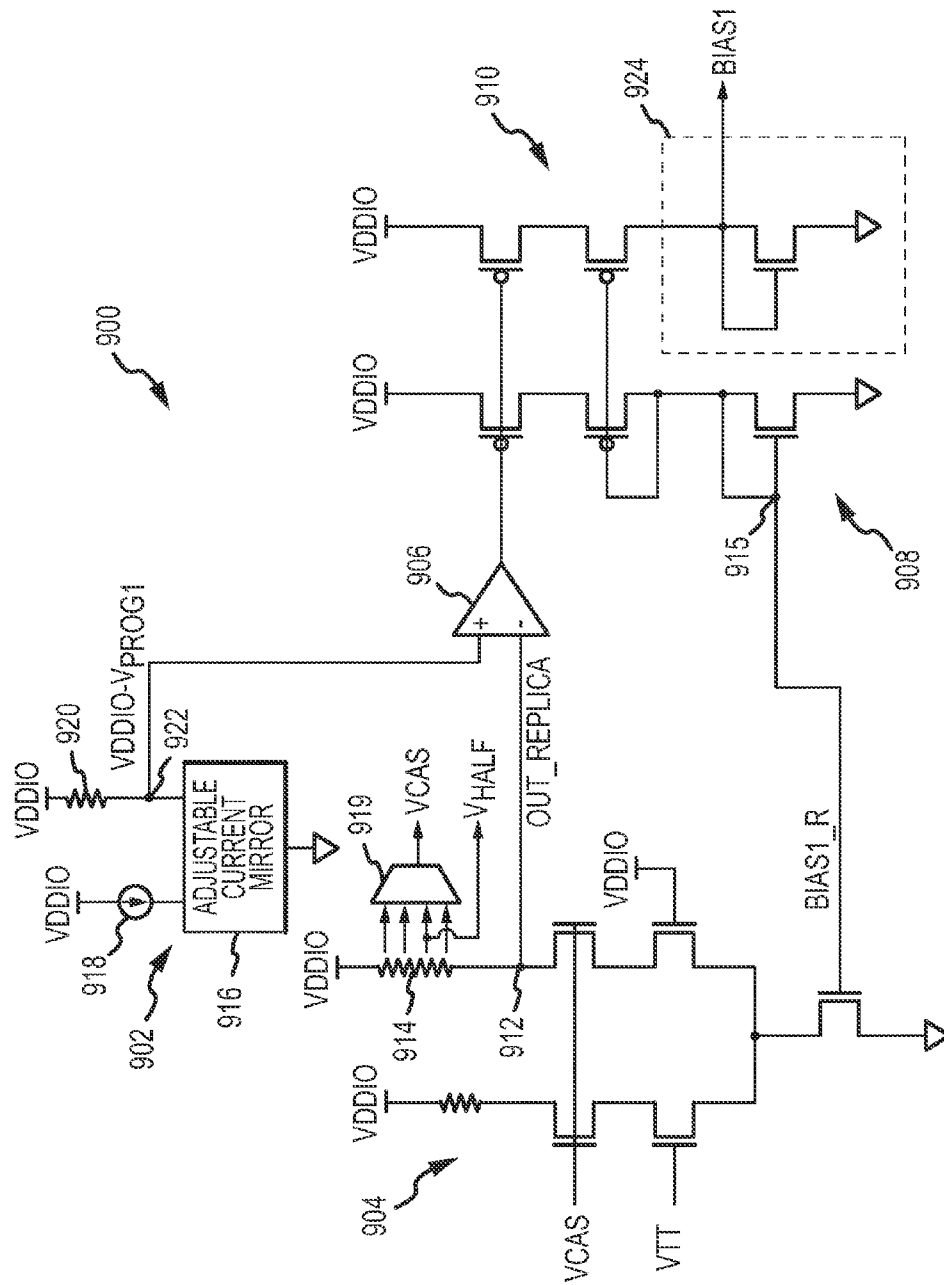 900
VDDIO
920
VDDIO-VPROG1
922
VDDIO
918
902
ADJUSTABLE
CURRENT
MIRROR
916
VDDIO
919
VCAS
VHALF
914
912
OUT_REPLICA
906
+
-
VDDIO
904
VCAS
VTT
VDDIO
BIAS1_R
VDDIO
VDDIO
910
924
BIAS1
915
908